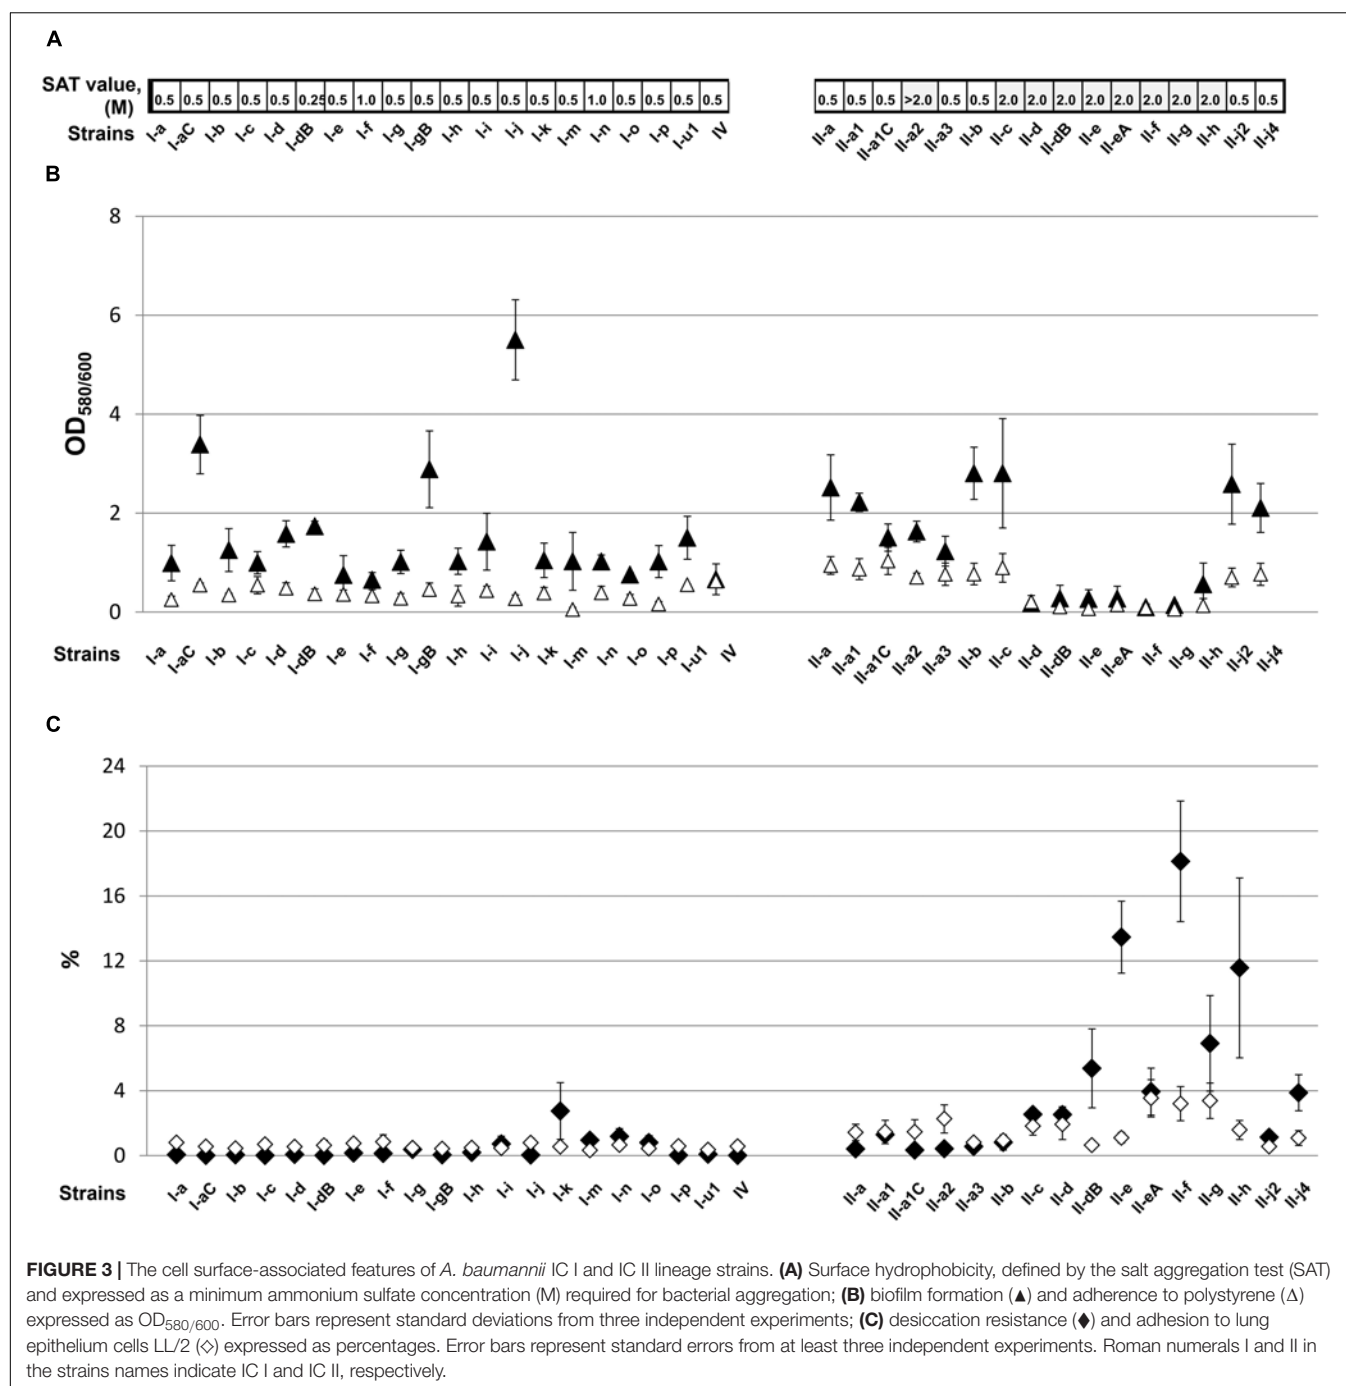 A
SAT value, (M) 0.5 0.5 0.5 0.5 0.5 0.25 0.5 1.0 0.5 0.5 0.5 0.5 0.5 0.5 0.5 1.0 0.5 0.5 0.5 0.5 0.5 0.5 0.5 >2.0 0.5 0.5 2.0 2.0 2.0 2.0 2.0 2.0 2.0 2.0 0.5 0.5
Strains I-a I-aC I-b I-c I-d I-dB I-e I-f I-g I-gB I-h I-i I-j I-k I-m I-n I-o I-p I-u1 IV II-a II-a1 II-a1C II-a2 II-a3 II-b II-c II-d II-dB II-e II-eA II-f II-g II-h II-j2 II-j4
B
OD580/600
8
6
4
2
0
Strains I-a I-aC I-b I-c I-d I-dB I-e I-f I-g I-gB I-h I-i I-j I-k I-m I-n I-o I-p I-u1 IV II-a II-a1 II-a1C II-a2 II-a3 II-b II-c II-d II-dB II-e II-eA II-f II-g II-h II-j2 II-j4
C
%
24
20
16
12
8
4
0
Strains I-a I-aC I-b I-c I-d I-dB I-e I-f I-g I-gB I-h I-i I-j I-k I-m I-n I-o I-p I-u1 IV II-a II-a1 II-a1C II-a2 II-a3 II-b II-c II-d II-dB II-e II-eA II-f II-g II-h II-j2 II-j4
FIGURE 3 | The cell surface-associated features of A. baumannii IC I and IC II lineage strains. (A) Surface hydrophobicity, defined by the salt aggregation test (SAT)
and expressed as a minimum ammonium sulfate concentration (M) required for bacterial aggregation; (B) biofilm formation (▲) and adherence to polystyrene (Δ)
expressed as OD580/600. Error bars represent standard deviations from three independent experiments; (C) desiccation resistance (◆) and adhesion to lung
epithelium cells LL/2 (◇) expressed as percentages. Error bars represent standard errors from at least three independent experiments. Roman numerals I and II in
the strains names indicate IC I and IC II, respectively.